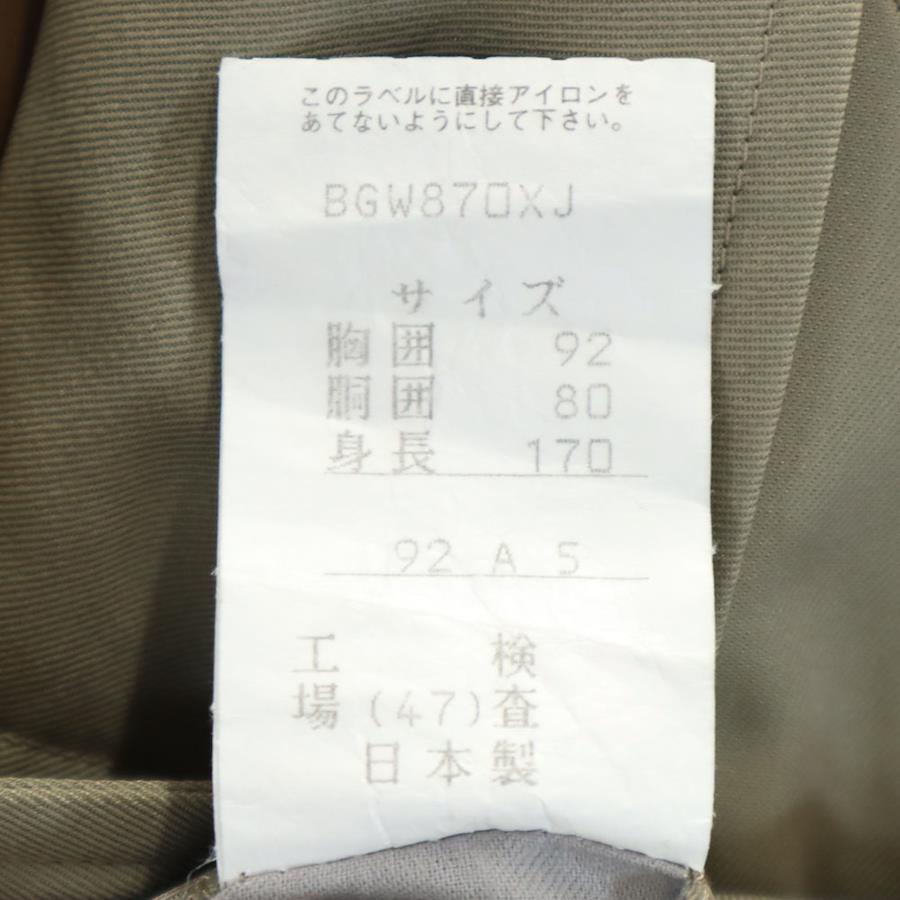 このラベルに直接アイロンを
あてないようにして下さい。
BGW870XJ
サイズ
胸囲 92
胴囲 80
身長 170
92 A 5
工 検
場(47)査
日本製